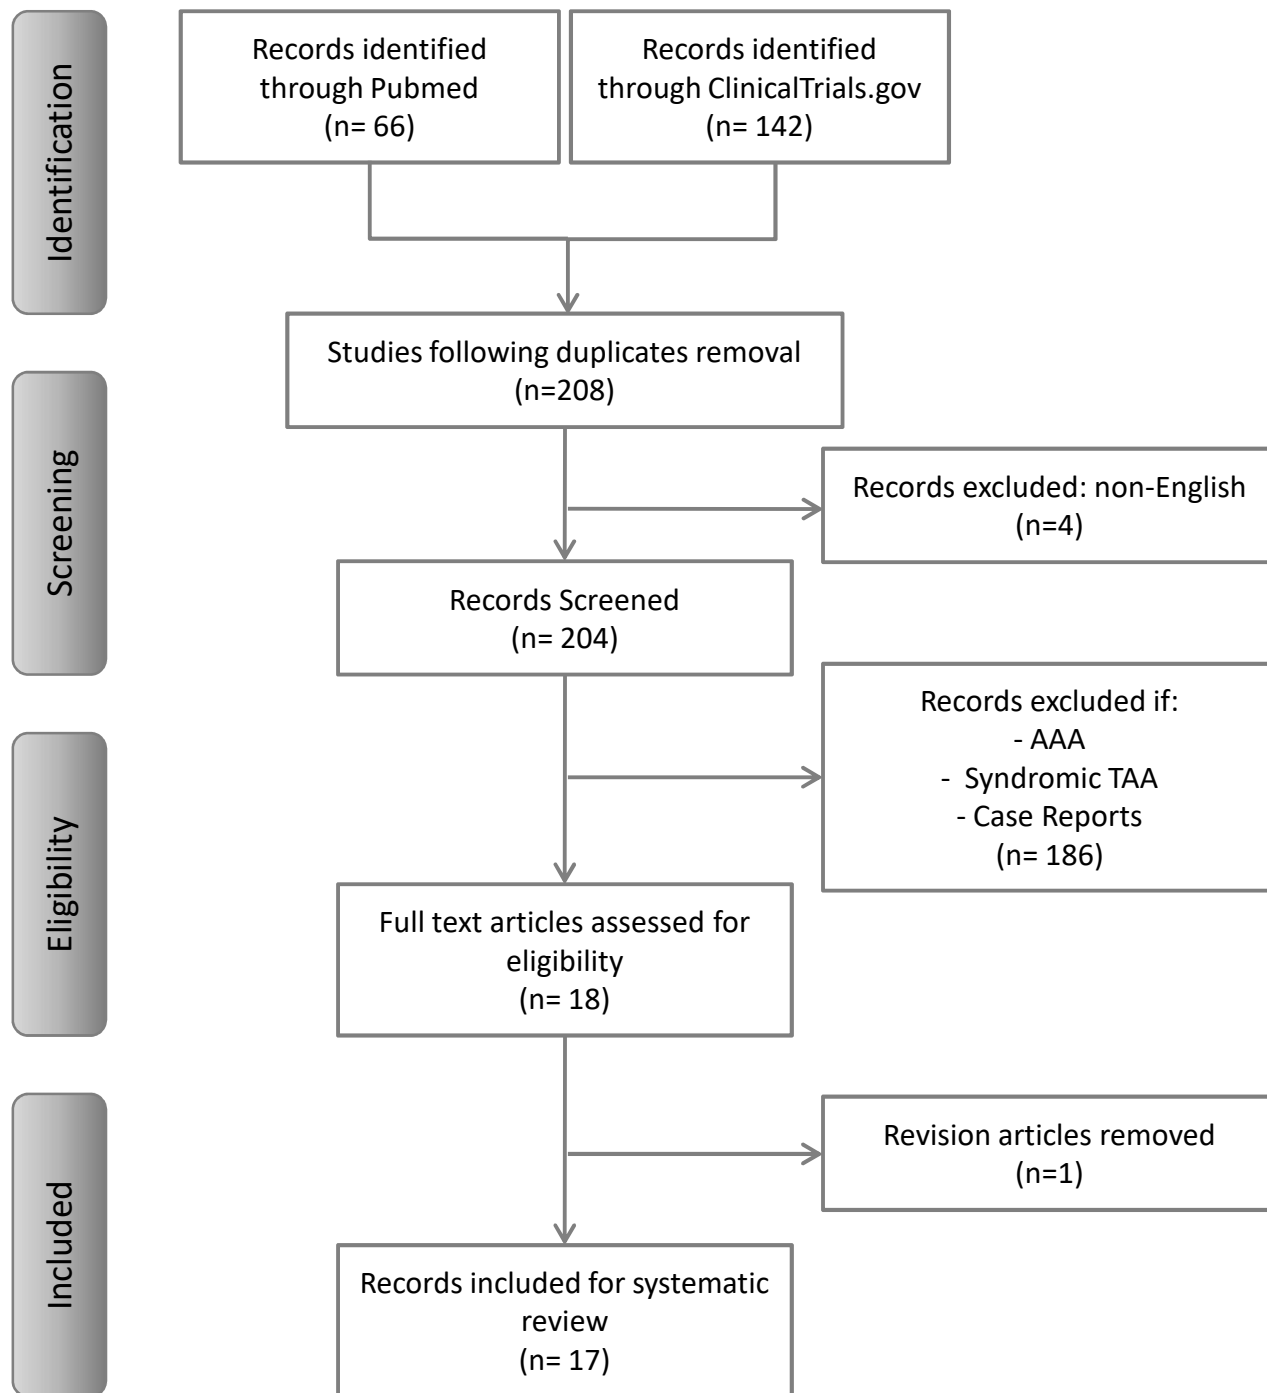 Identification
Records identified
through Pubmed
(n= 66)
Records identified
through ClinicalTrials.gov
(n= 142)
Studies following duplicates removal
(n=208)
Screening
Records excluded: non-English
(n=4)
Records Screened
(n= 204)
Records excluded if:
- AAA
- Syndromic TAA
- Case Reports
(n= 186)
Eligibility
Full text articles assessed for
eligibility
(n= 18)
Revision articles removed
(n=1)
Included
Records included for systematic
review
(n= 17)